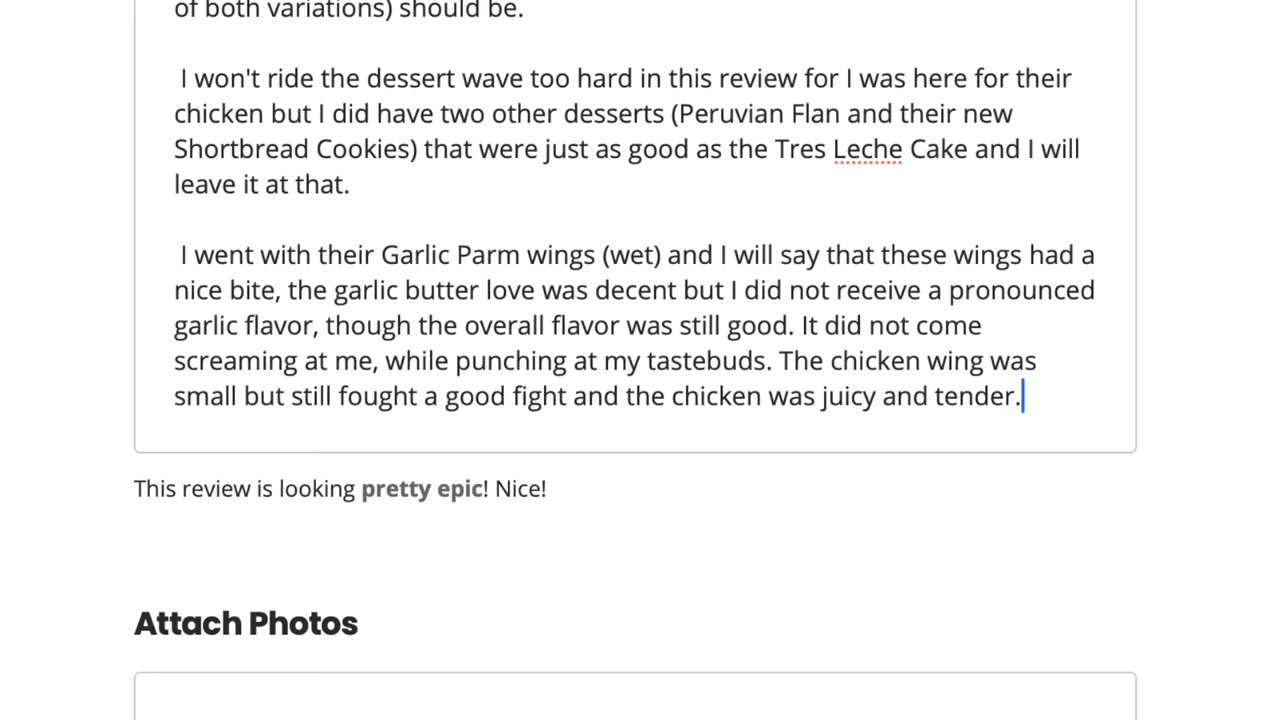 of both variations) should be.
I won't ride the dessert wave too hard in this review for I was here for their
chicken but I did have two other desserts (Peruvian Flan and their new
Shortbread Cookies) that were just as good as the Tres Leche Cake and I will
leave it at that.
I went with their Garlic Parm wings (wet) and I will say that these wings had a
nice bite, the garlic butter love was decent but I did not receive a pronounced
garlic flavor, though the overall flavor was still good. It did not come
screaming at me, while punching at my tastebuds. The chicken wing was
small but still fought a good fight and the chicken was juicy and tender.
This review is looking pretty epic! Nice!
Attach Photos